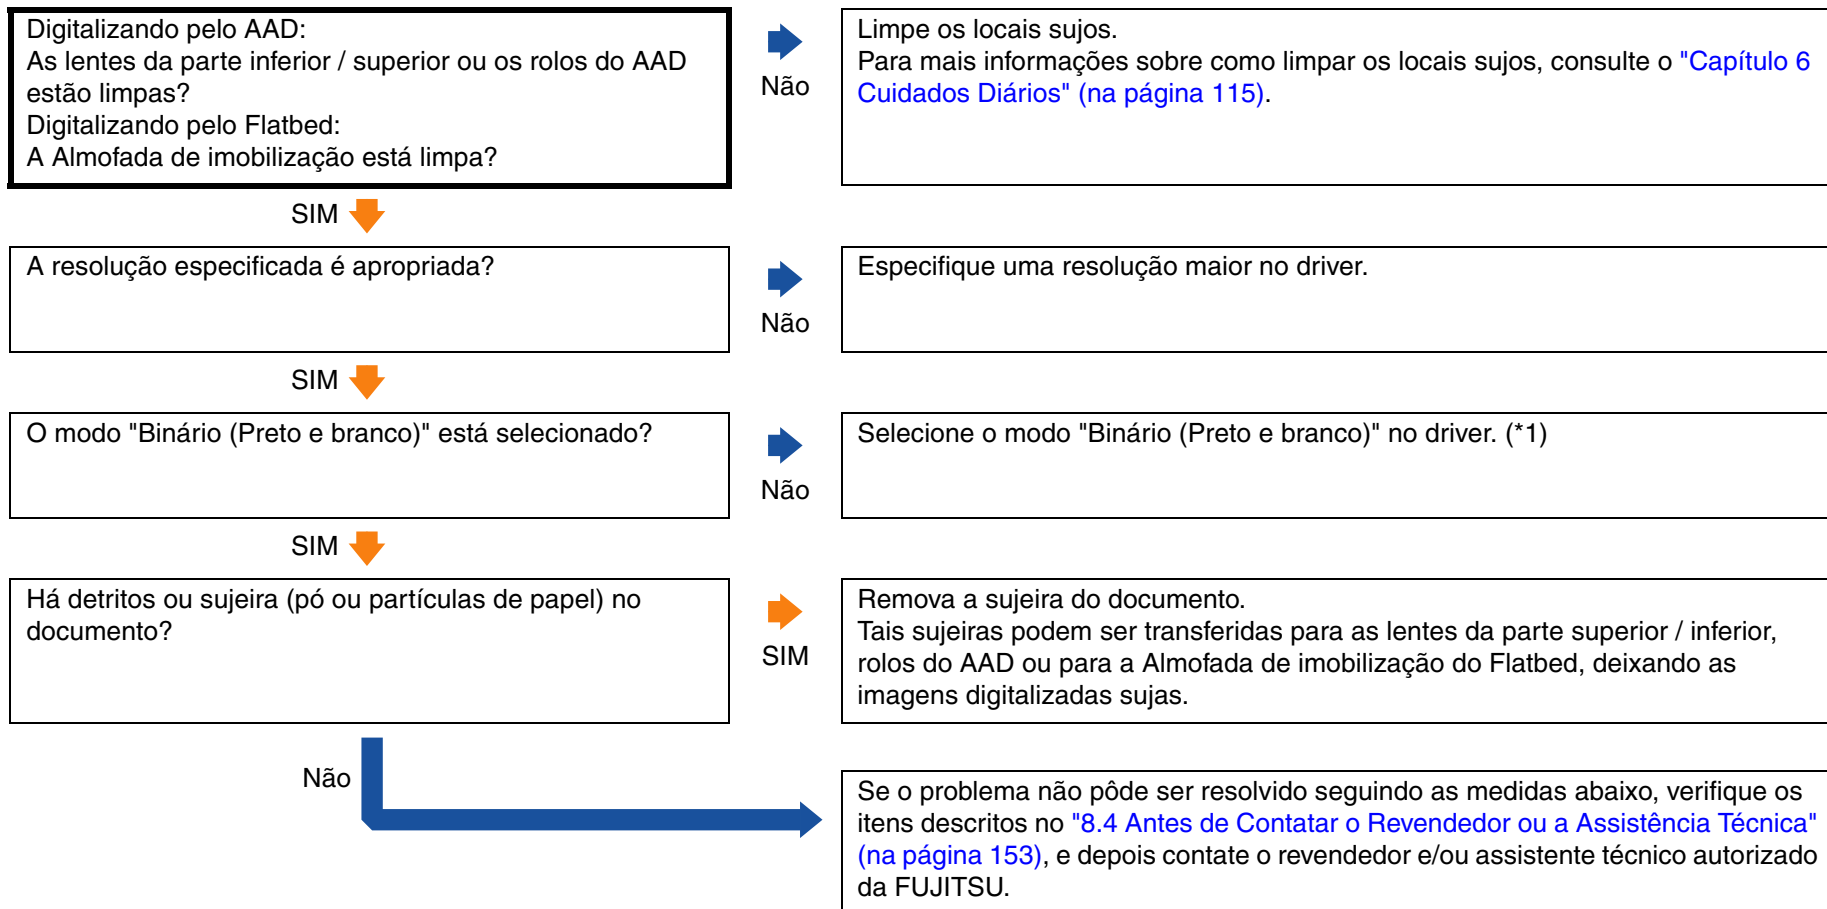 Digitalizando pelo AAD:
As lentes da parte inferior / superior ou os rolos do AAD
estão limpas?
Digitalizando pelo Flatbed:
A Almofada de imobilização está limpa?
Não
Limpe os locais sujos.
Para mais informações sobre como limpar os locais sujos, consulte o "Capítulo 6
Cuidados Diários" (na página 115).
SIM
A resolução especificada é apropriada?
Não
Especifique uma resolução maior no driver.
SIM
O modo "Binário (Preto e branco)" está selecionado?
Não
Selecione o modo "Binário (Preto e branco)" no driver. (*1)
SIM
Há detritos ou sujeira (pó ou partículas de papel) no
documento?
SIM
Remova a sujeira do documento.
Tais sujeiras podem ser transferidas para as lentes da parte superior / inferior,
rolos do AAD ou para a Almofada de imobilização do Flatbed, deixando as
imagens digitalizadas sujas.
Não
Se o problema não pôde ser resolvido seguindo as medidas abaixo, verifique os
itens descritos no "8.4 Antes de Contatar o Revendedor ou a Assistência Técnica"
(na página 153), e depois contate o revendedor e/ou assistente técnico autorizado
da FUJITSU.